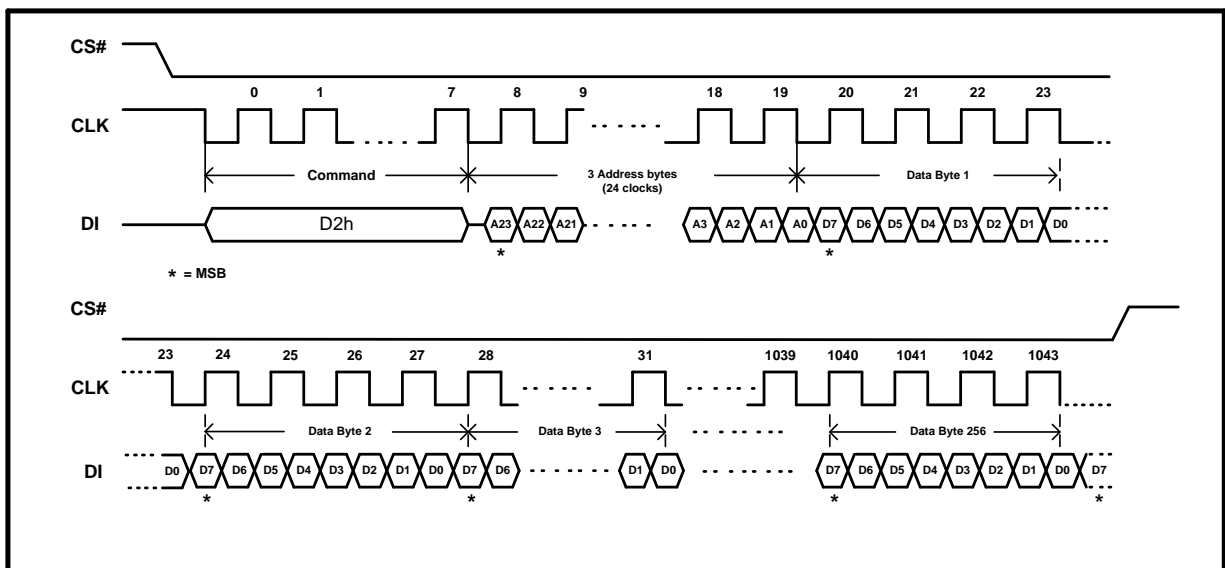 CS#
0 1 7 8 9 18 19 20 21 22 23
CLK
Command 3 Address bytes (24 clocks) Data Byte 1
DI D2h A23 A22 A21 A3 A2 A1 A0 D7 D6 D5 D4 D3 D2 D1 D0
* *
* = MSB
CS#
23 24 25 26 27 28 31 1039 1040 1041 1042 1043
CLK
Data Byte 2 Data Byte 3 Data Byte 256
DI D0 D7 D6 D5 D4 D3 D2 D1 D0 D7 D6 D1 D0 D7 D6 D5 D4 D3 D2 D1 D0 D7
* * * *